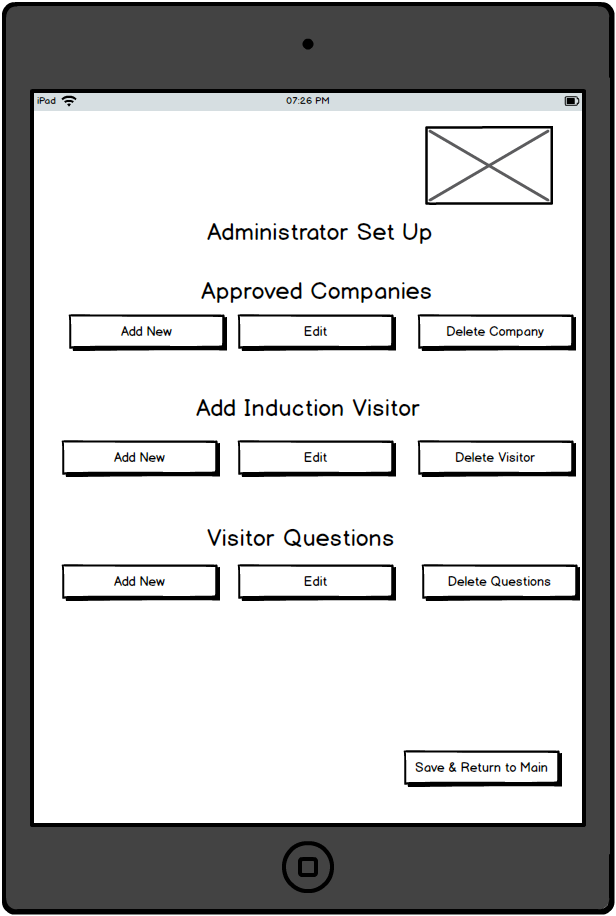 iPad 07:26 PM
Administrator Set Up
Approved Companies
Add New Edit Delete Company
Add Induction Visitor
Add New Edit Delete Visitor
Visitor Questions
Add New Edit Delete Questions
Save & Return to Main